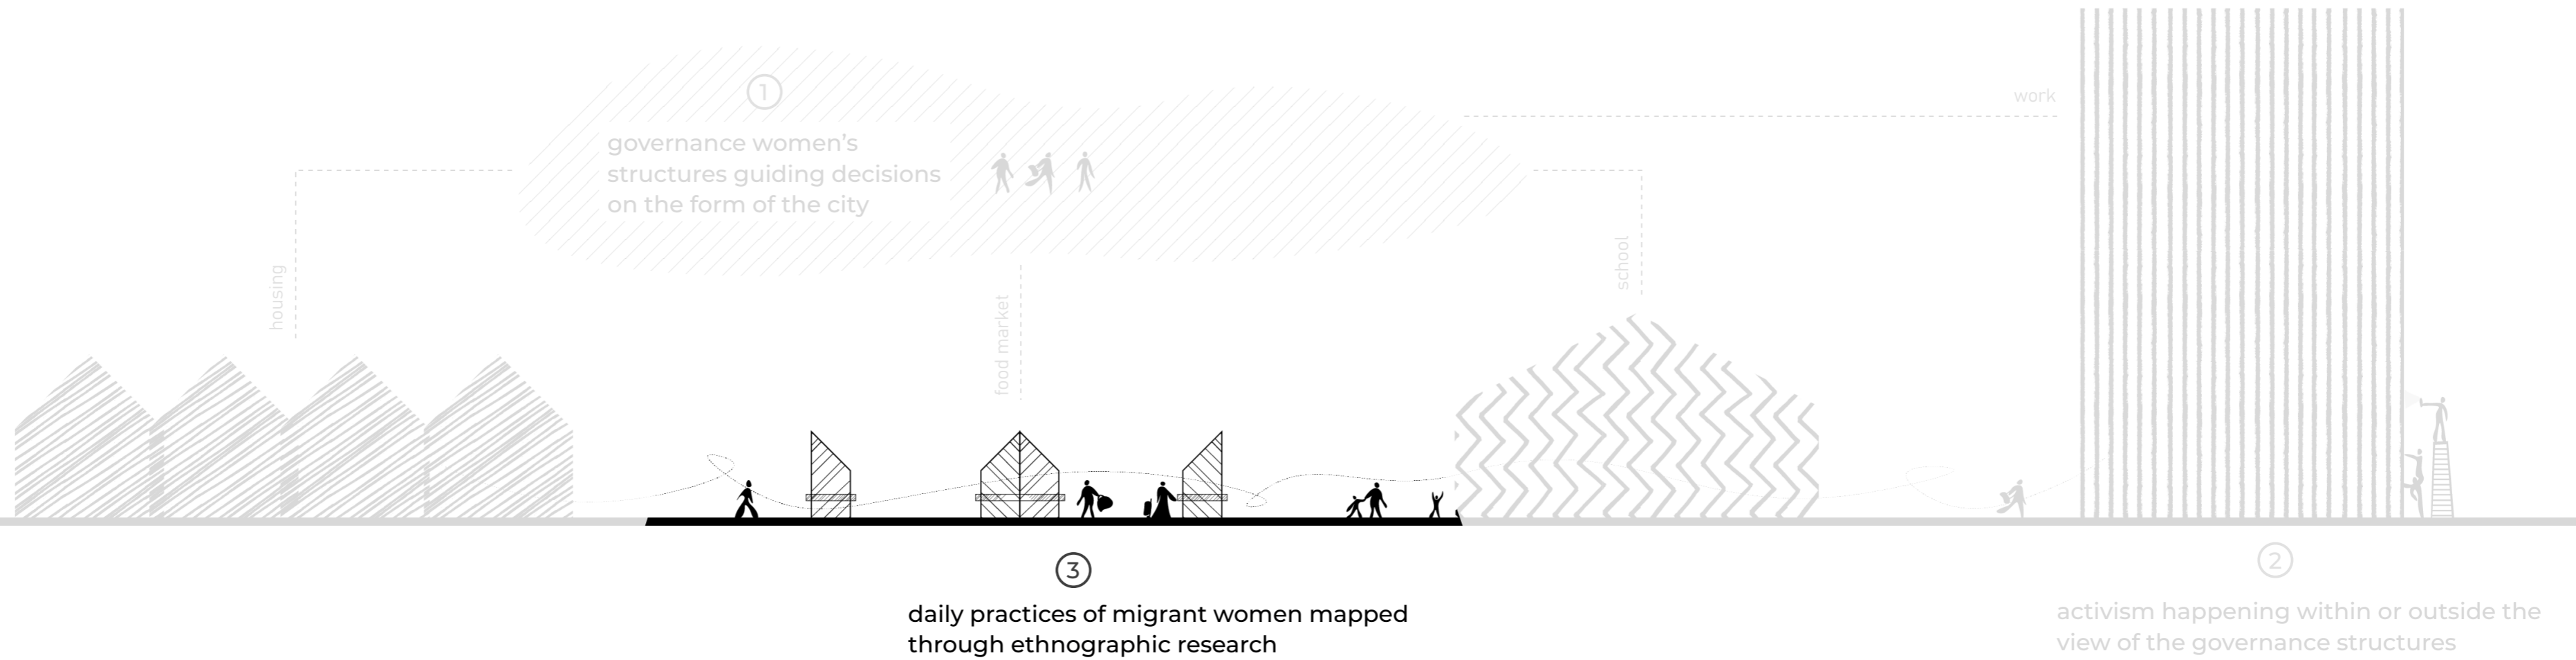 1
governance women’s
structures guiding decisions
on the form of the city
work
housing
food market
school
3
daily practices of migrant women mapped
through ethnographic research
2
activism happening within or outside the
view of the governance structures